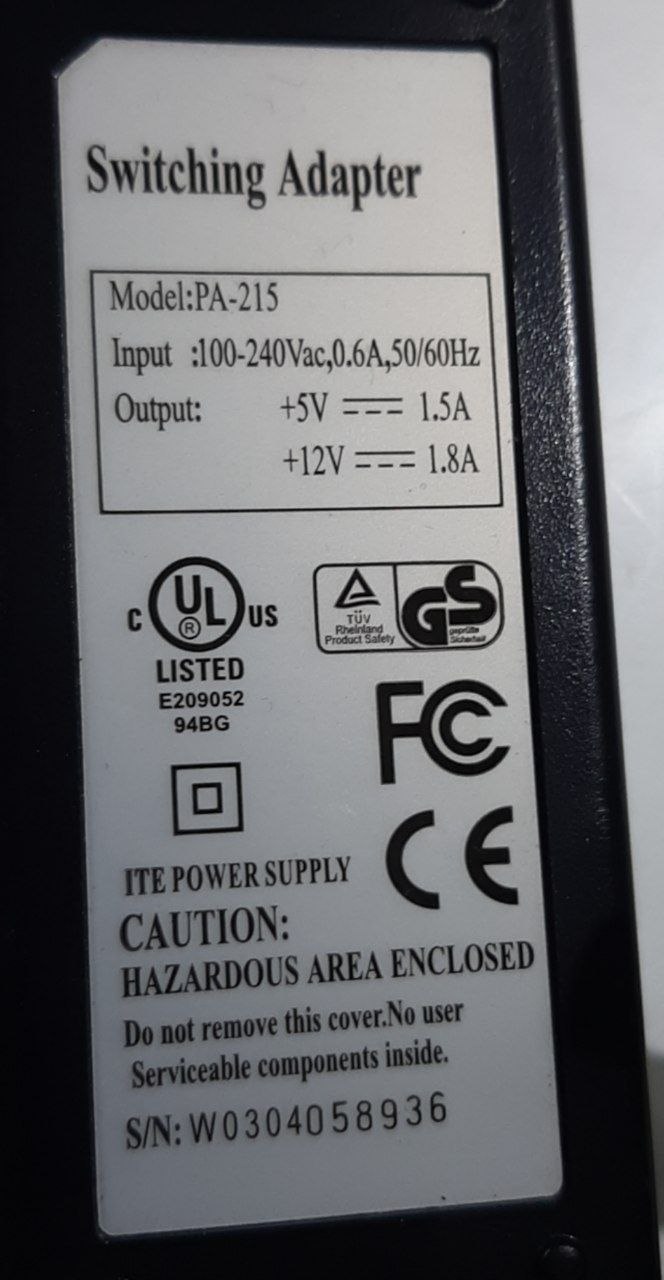 Switching Adapter
Model:PA-215
Input :100-240Vac,0.6A,50/60Hz
Output: +5V ⎓ 1.5A
+12V ⎓ 1.8A
C UL ® US
LISTED
E209052
94BG
TÜV
Rheinland
Product Safety
GS
geprüfte
Sicherheit
FC
CE
ITE POWER SUPPLY
CAUTION:
HAZARDOUS AREA ENCLOSED
Do not remove this cover.No user
Serviceable components inside.
S/N: W0304058936